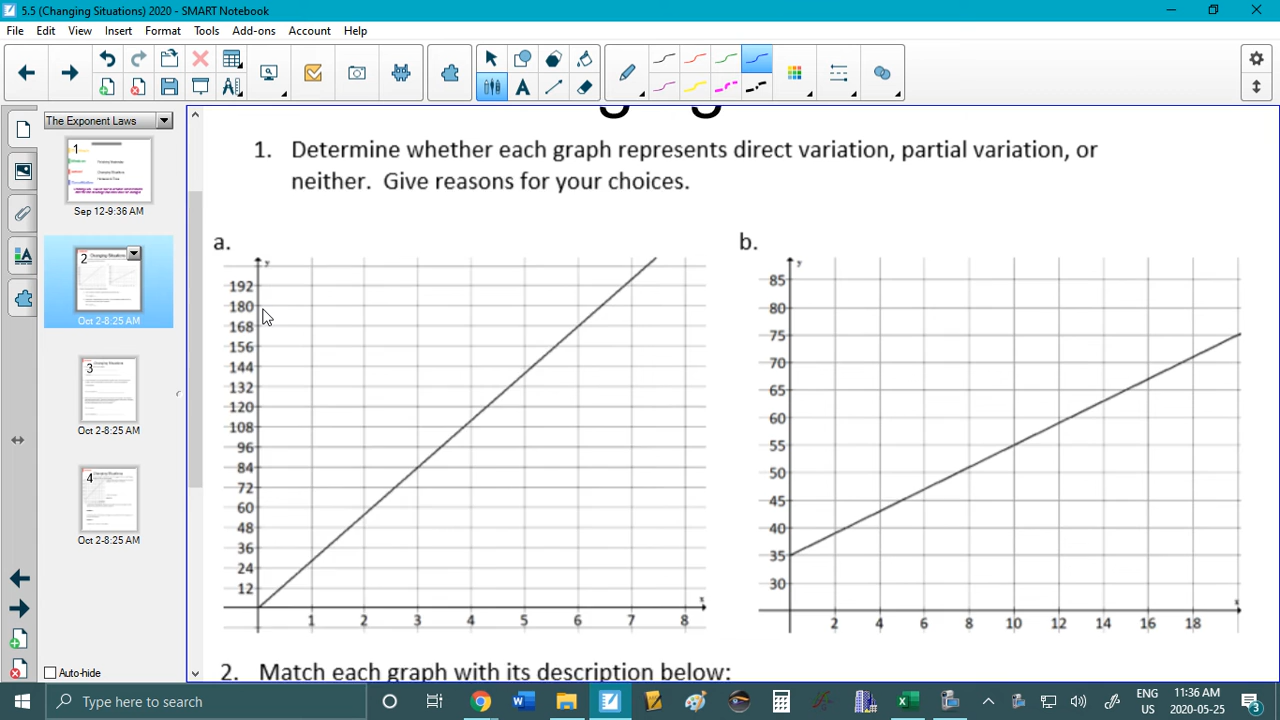 5.5 (Changing Situations) 2020 - SMART Notebook
File Edit View Insert Format Tools Add-ons Account Help
The Exponent Laws
1
Sep 12-9:36 AM
2
Oct 2-8:25 AM
3
Oct 2-8:25 AM
4
Oct 2-8:25 AM
Auto-hide
1. Determine whether each graph represents direct variation, partial variation, or
neither. Give reasons for your choices.
a.
y
192
180
168
156
144
132
120
108
96
84
72
60
48
36
24
12
x
1 2 3 4 5 6 7 8
b.
y
85
80
75
70
65
60
55
50
45
40
35
30
x
2 4 6 8 10 12 14 16 18
2. Match each graph with its description below:
Type here to search
ENG
US
11:36 AM
2020-05-25
3